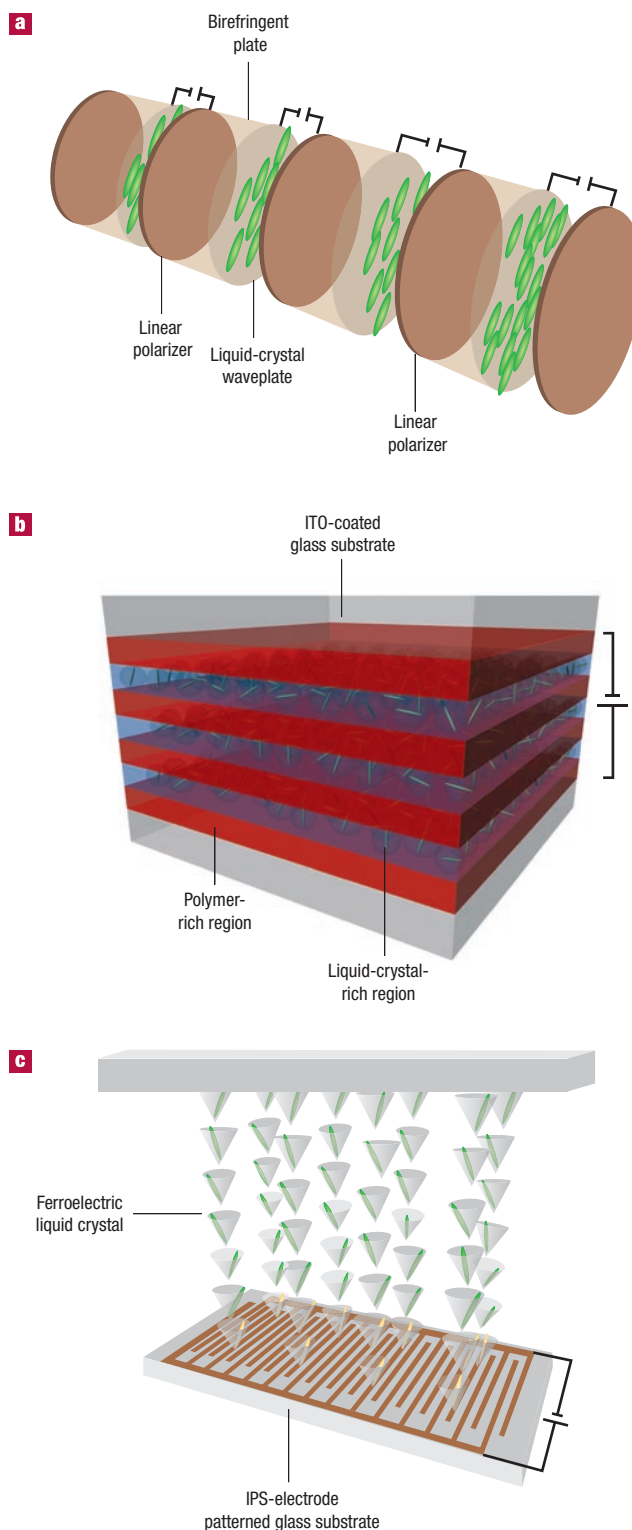 a
Birefringent
plate
Linear
polarizer
Liquid-crystal
waveplate
Linear
polarizer
b
ITO-coated
glass substrate
Polymer-
rich region
Liquid-crystal-
rich region
c
Ferroelectric
liquid crystal
IPS-electrode
patterned glass substrate